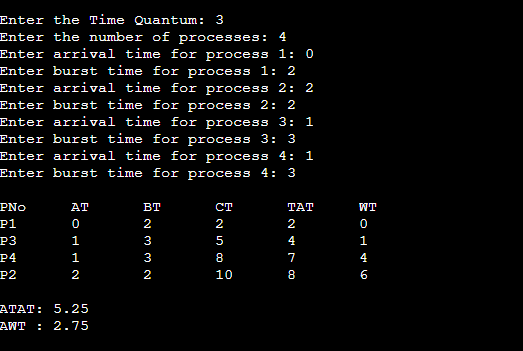 Enter the Time Quantum: 3
Enter the number of processes: 4
Enter arrival time for process 1: 0
Enter burst time for process 1: 2
Enter arrival time for process 2: 2
Enter burst time for process 2: 2
Enter arrival time for process 3: 1
Enter burst time for process 3: 3
Enter arrival time for process 4: 1
Enter burst time for process 4: 3
PNo AT BT CT TAT WT
P1 0 2 2 2 0
P3 1 3 5 4 1
P4 1 3 8 7 4
P2 2 2 10 8 6
ATAT: 5.25
AWT : 2.75